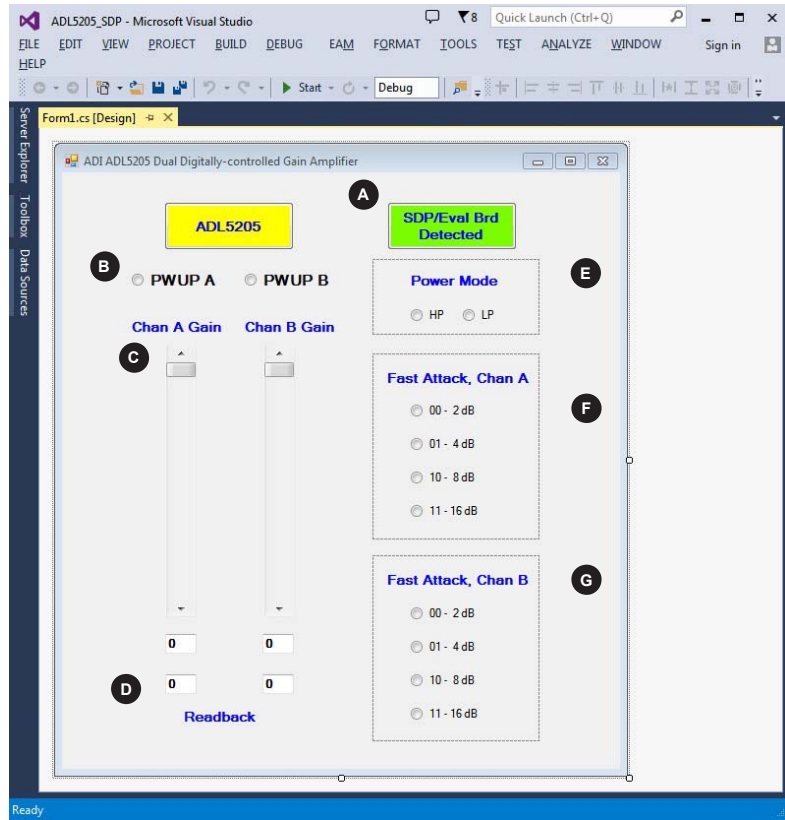 ADL5205_SDP - Microsoft Visual Studio
8
Quick Launch (Ctrl+Q)
FILE EDIT VIEW PROJECT BUILD DEBUG TEAM FORMAT TOOLS TEST ANALYZE WINDOW Sign in
HELP
Start
Debug
Server Explorer
Toolbox
Data Sources
Form1.cs [Design]
ADI ADL5205 Dual Digitally-controlled Gain Amplifier
A
ADL5205
SDP/Eval Brd
Detected
B
PWUP A
PWUP B
E
Power Mode
HP
LP
Chan A Gain
Chan B Gain
C
Fast Attack, Chan A
F
00 - 2 dB
01 - 4 dB
10 - 8 dB
11 - 16 dB
Fast Attack, Chan B
G
00 - 2 dB
01 - 4 dB
10 - 8 dB
11 - 16 dB
0
0
D
0
0
Readback
Ready